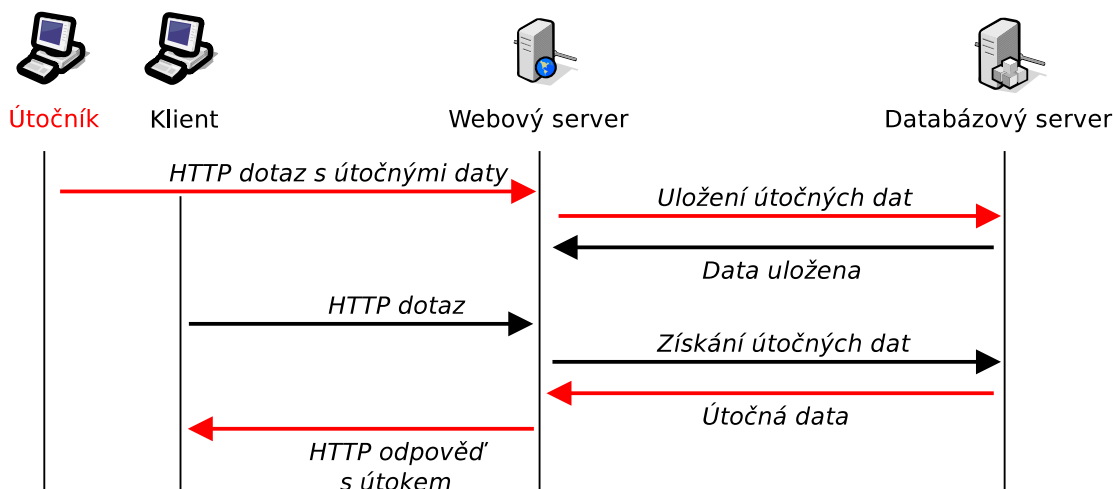 Útočník
Klient
Webový server
Databázový server
HTTP dotaz s útočnými daty
Uložení útočných dat
Data uložena
HTTP dotaz
Získání útočných dat
Útočná data
HTTP odpověď
s útokem